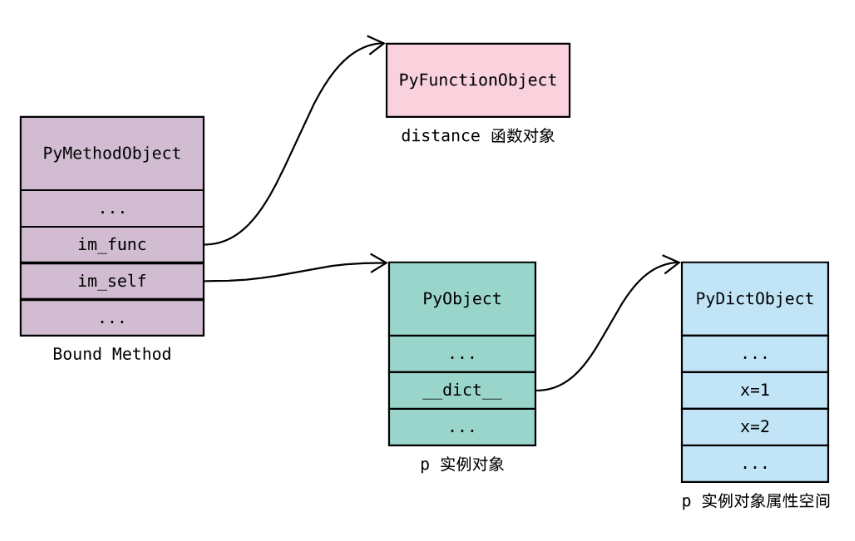 PyFunctionObject
distance 函数对象
PyMethodObject
...
im_func
im_self
...
Bound Method
PyObject
...
__dict__
...
p 实例对象
PyDictObject
...
x=1
x=2
...
p 实例对象属性空间